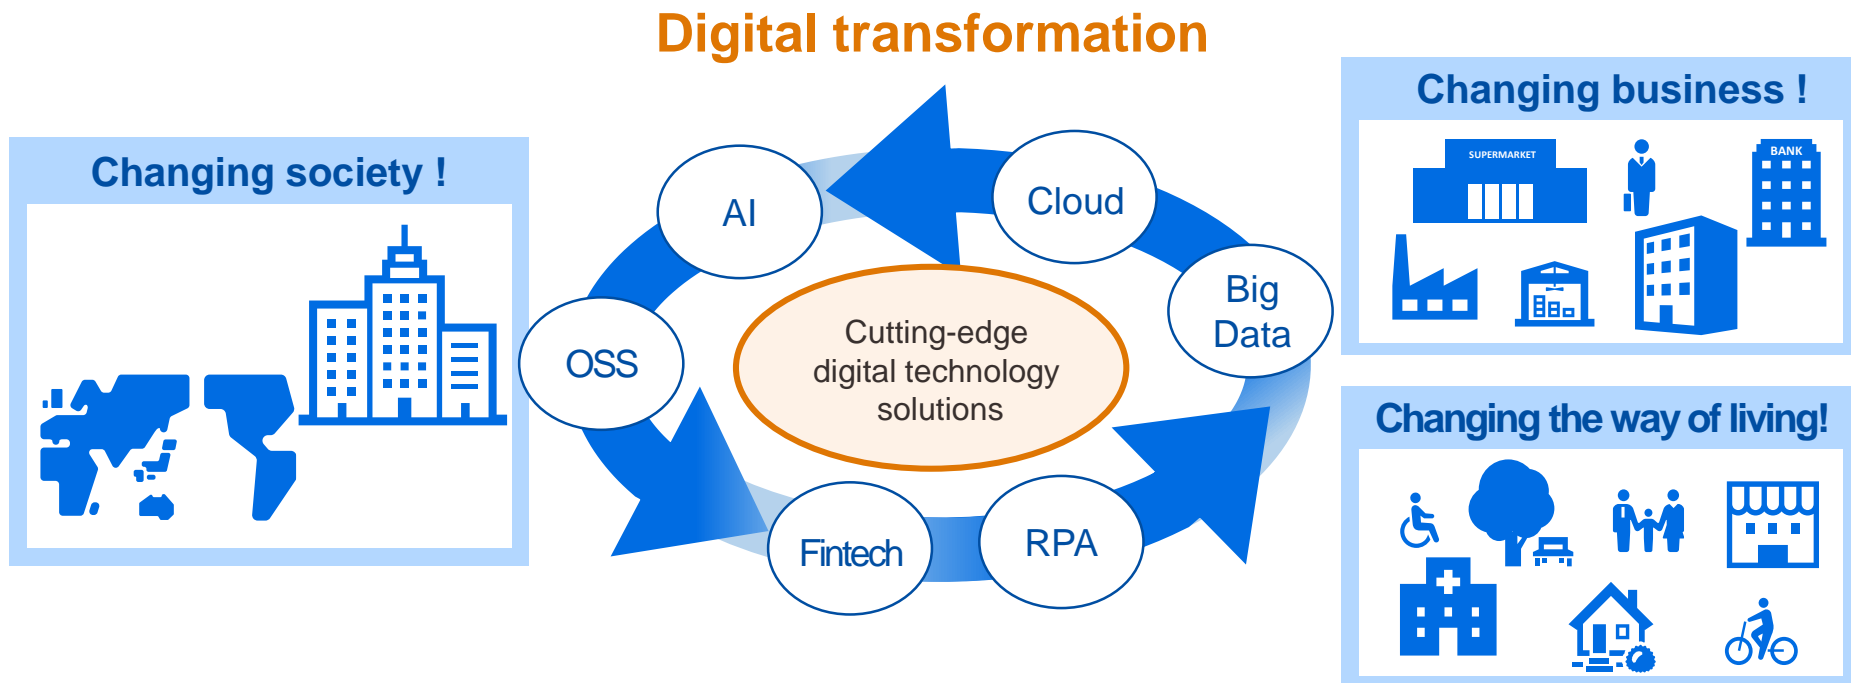 Digital transformation
Changing society !
AI
Cloud
Big
Data
OSS
Cutting-edge
digital technology
solutions
Fintech
RPA
Changing business !
SUPERMARKET
BANK
Changing the way of living!